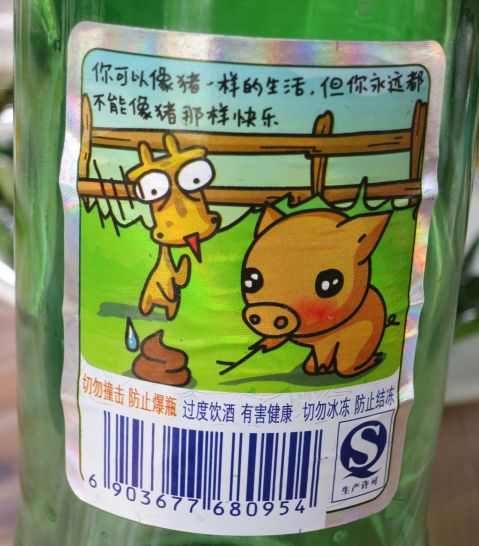 你可以像猪一样的生活，但你永远都
不能像猪那样快乐
切勿撞击 防止爆瓶 过度饮酒 有害健康 切勿冰冻 防止结冻
生产许可
6 903677 680954